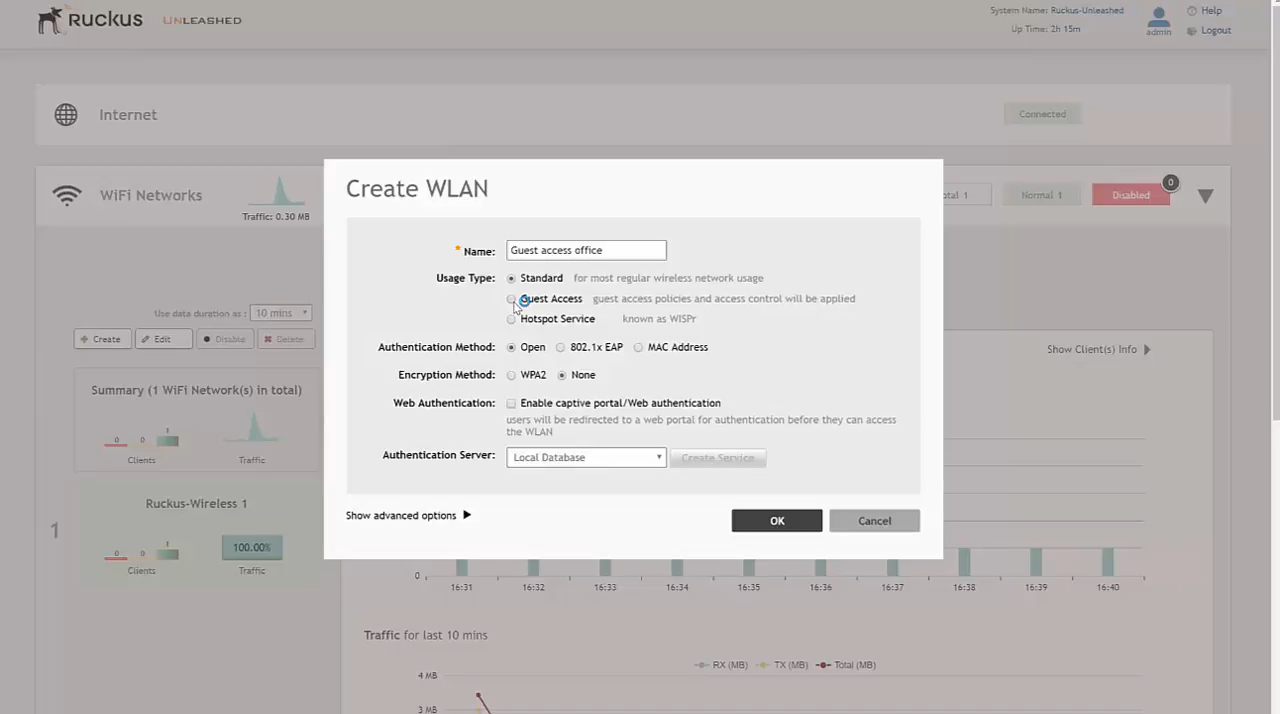 Ruckus UNLEASHED
System Name: Ruckus-Unleashed
Up Time: 2h 15m
admin
Help
Logout
Internet
Connected
WiFi Networks
Traffic: 0.30 MB
Total 1
Normal 1
Disabled
0
Use data duration as : 10 mins
Create
Edit
Disable
Delete
Summary (1 WiFi Network(s) in total)
0 0 1
Clients
Traffic
Ruckus-Wireless 1
1
0 0 1
100.00%
Clients
Traffic
Show Client(s) Info
Create WLAN
* Name: Guest access office
Usage Type: Standard for most regular wireless network usage
Guest Access guest access policies and access control will be applied
Hotspot Service known as WISPr
Authentication Method: Open 802.1x EAP MAC Address
Encryption Method: WPA2 None
Web Authentication: Enable captive portal/Web authentication
users will be redirected to a web portal for authentication before they can access
the WLAN
Authentication Server: Local Database Create Service
Show advanced options
OK
Cancel
0
16:31 16:32 16:33 16:34 16:35 16:36 16:37 16:38 16:39 16:40
Traffic for last 10 mins
RX (MB) TX (MB) Total (MB)
4 MB
3 MB